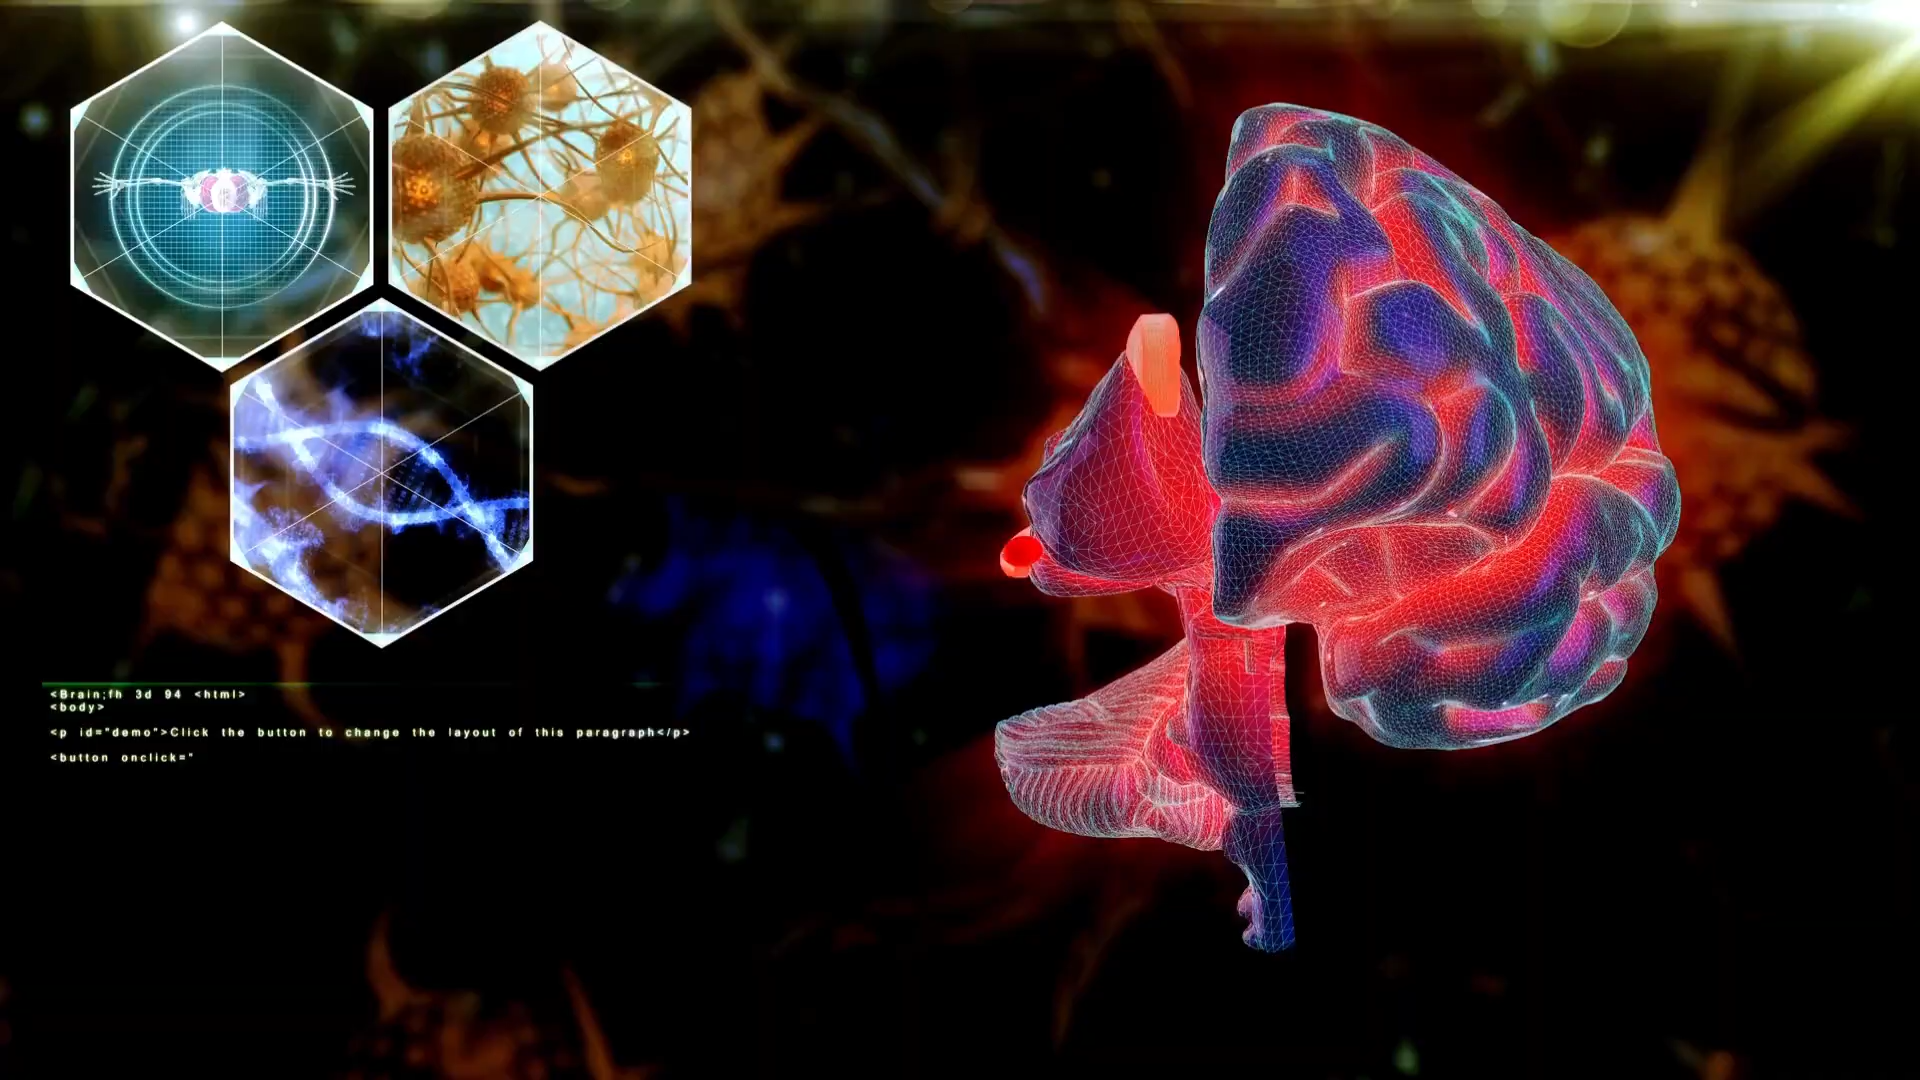 <Brain;fh 3d 94 <html>
<body>
<p id="demo">Click the button to change the layout of this paragraph</p>
<button onclick="